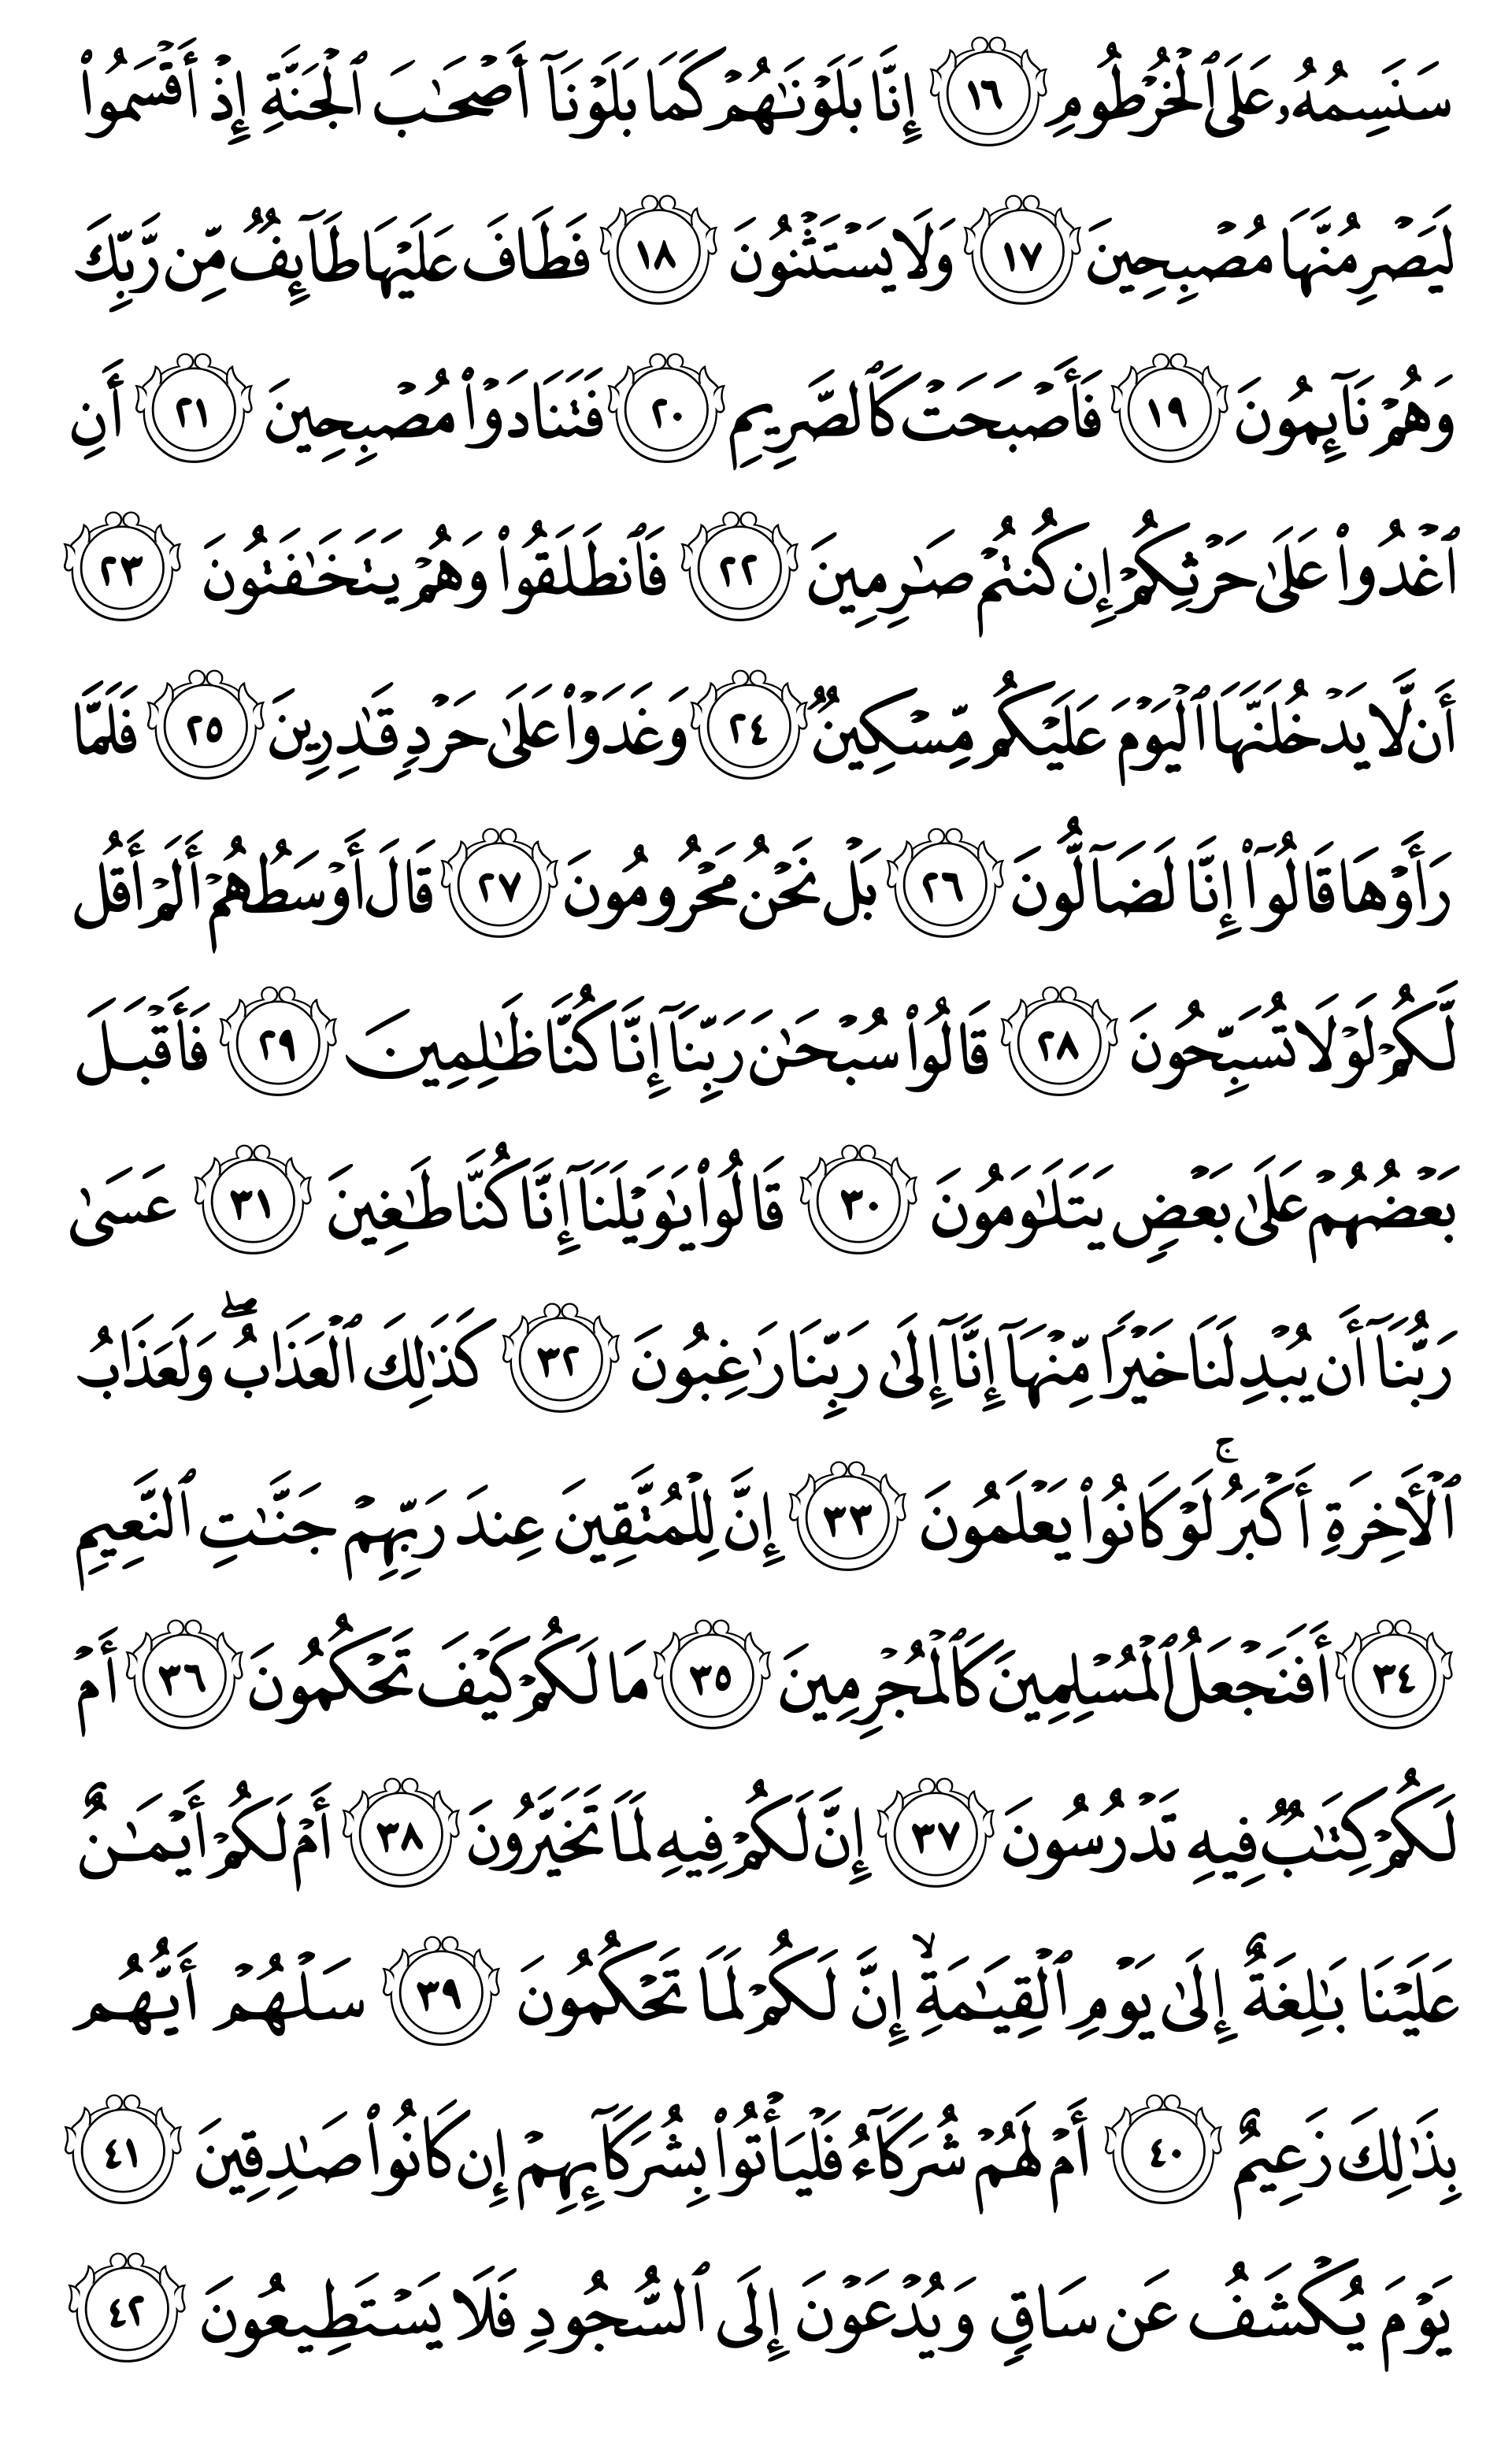 سَنَسِمُهُۥ عَلَى ٱلْخُرْطُومِ ١٦ إِنَّا بَلَوْنَٰهُمْ كَمَا بَلَوْنَآ أَصْحَٰبَ ٱلْجَنَّةِ إِذْ أَقْسَمُوا۟
لَيَصْرِمُنَّهَا مُصْبِحِينَ ١٧ وَلَا يَسْتَثْنُونَ ١٨ فَطَافَ عَلَيْهَا طَآئِفٌ مِّن رَّبِّكَ
وَهُمْ نَآئِمُونَ ١٩ فَأَصْبَحَتْ كَٱلصَّرِيمِ ٢٠ فَتَنَادَوْا۟ مُصْبِحِينَ ٢١ أَنِ
ٱغْدُوا۟ عَلَىٰ حَرْثِكُمْ إِن كُنتُمْ صَٰرِمِينَ ٢٢ فَٱنطَلَقُوا۟ وَهُمْ يَتَخَٰفَتُونَ ٢٣
أَن لَّا يَدْخُلَنَّهَا ٱلْيَوْمَ عَلَيْكُم مِّسْكِينٌ ٢٤ وَغَدَوْا۟ عَلَىٰ حَرْدٍ قَٰدِرِينَ ٢٥ فَلَمَّا
رَأَوْهَا قَالُوٓا۟ إِنَّا لَضَآلُّونَ ٢٦ بَلْ نَحْنُ مَحْرُومُونَ ٢٧ قَالَ أَوْسَطُهُمْ أَلَمْ أَقُل
لَّكُمْ لَوْلَا تُسَبِّحُونَ ٢٨ قَالُوا۟ سُبْحَٰنَ رَبِّنَآ إِنَّا كُنَّا ظَٰلِمِينَ ٢٩ فَأَقْبَلَ
بَعْضُهُمْ عَلَىٰ بَعْضٍ يَتَلَٰوَمُونَ ٣٠ قَالُوا۟ يَٰوَيْلَنَآ إِنَّا كُنَّا طَٰغِينَ ٣١ عَسَىٰ
رَبُّنَآ أَن يُبْدِلَنَا خَيْرًا مِّنْهَآ إِنَّآ إِلَىٰ رَبِّنَا رَٰغِبُونَ ٣٢ كَذَٰلِكَ ٱلْعَذَابُ ۖ وَلَعَذَابُ
ٱلْأَخِرَةِ أَكْبَرُ ۚ لَوْ كَانُوا۟ يَعْلَمُونَ ٣٣ إِنَّ لِلْمُتَّقِينَ عِندَ رَبِّهِمْ جَنَّٰتِ ٱلنَّعِيمِ
٣٤ أَفَنَجْعَلُ ٱلْمُسْلِمِينَ كَٱلْمُجْرِمِينَ ٣٥ مَا لَكُمْ كَيْفَ تَحْكُمُونَ ٣٦ أَمْ
لَكُمْ كِتَٰبٌ فِيهِ تَدْرُسُونَ ٣٧ إِنَّ لَكُمْ فِيهِ لَمَا تَخَيَّرُونَ ٣٨ أَمْ لَكُمْ أَيْمَٰنٌ
عَلَيْنَا بَٰلِغَةٌ إِلَىٰ يَوْمِ ٱلْقِيَٰمَةِ ۙ إِنَّ لَكُمْ لَمَا تَحْكُمُونَ ٣٩ سَلْهُمْ أَيُّهُم
بِذَٰلِكَ زَعِيمٌ ٤٠ أَمْ لَهُمْ شُرَكَآءُ فَلْيَأْتُوا۟ بِشُرَكَآئِهِمْ إِن كَانُوا۟ صَٰدِقِينَ ٤١
يَوْمَ يُكْشَفُ عَن سَاقٍ وَيُدْعَوْنَ إِلَى ٱلسُّجُودِ فَلَا يَسْتَطِيعُونَ ٤٢